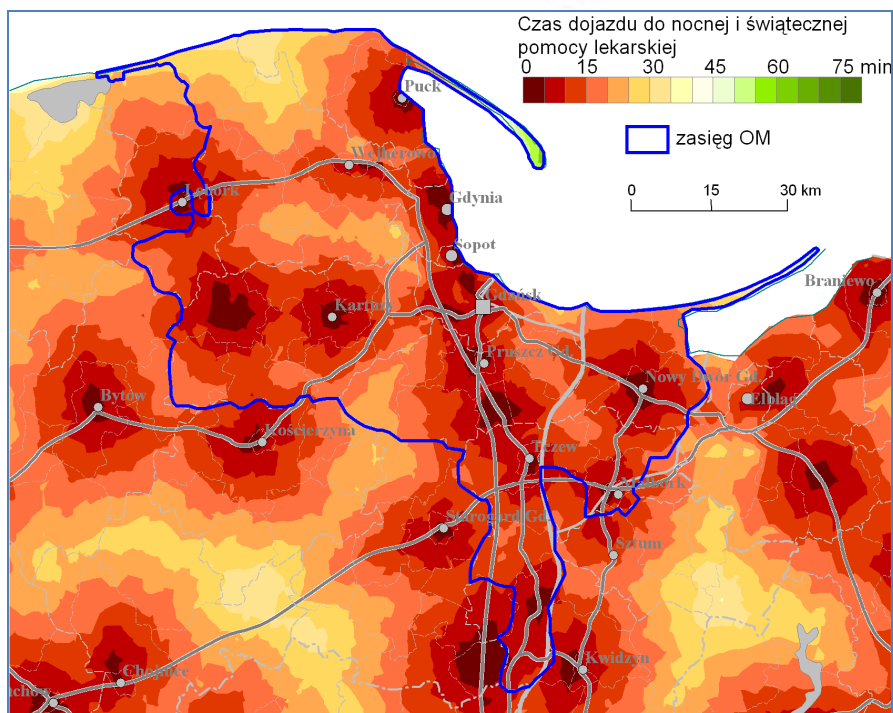 Czas dojazdu do nocnej i świątecznej
pomocy lekarskiej
0 15 30 45 60 75 min
zasięg OM
0 15 30 km
Puck
Wejherowo
Lębork
Gdynia
Sopot
Braniewo
Gdańsk
Kartuzy
Pruszcz Gd.
Nowy Dwór Gd.
Elbląg
Bytów
Kościerzyna
Tczew
Malbork
Starogard Gd.
Sztum
Kwidzyn
Chojnice